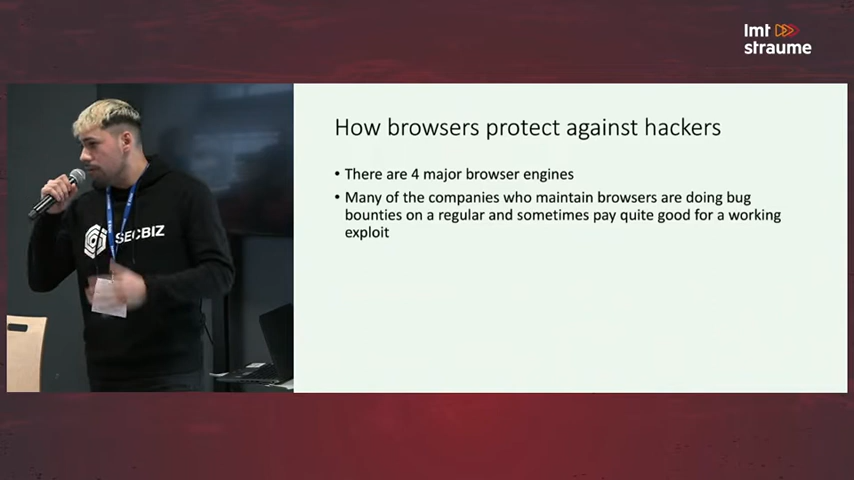 lmt
straume
How browsers protect against hackers
• There are 4 major browser engines
• Many of the companies who maintain browsers are doing bug
bounties on a regular and sometimes pay quite good for a working
exploit
SECBIZ